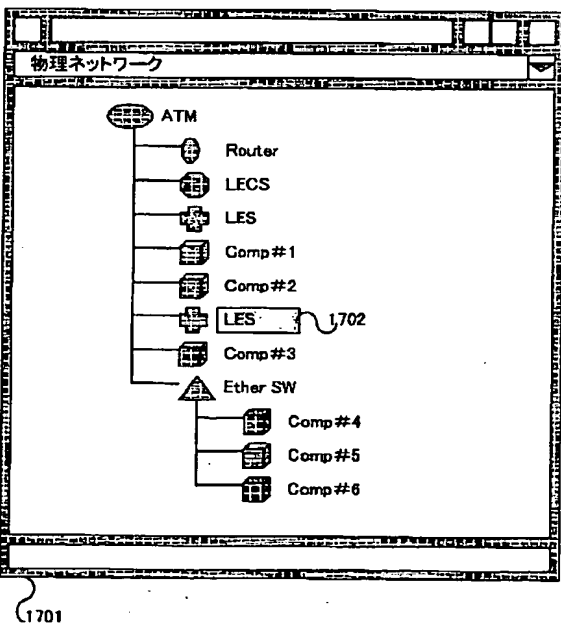 物理ネットワーク
ATM
Router
LECS
LES
Comp#1
Comp#2
LES 1702
Comp#3
Ether SW
Comp#4
Comp#5
Comp#6
1701